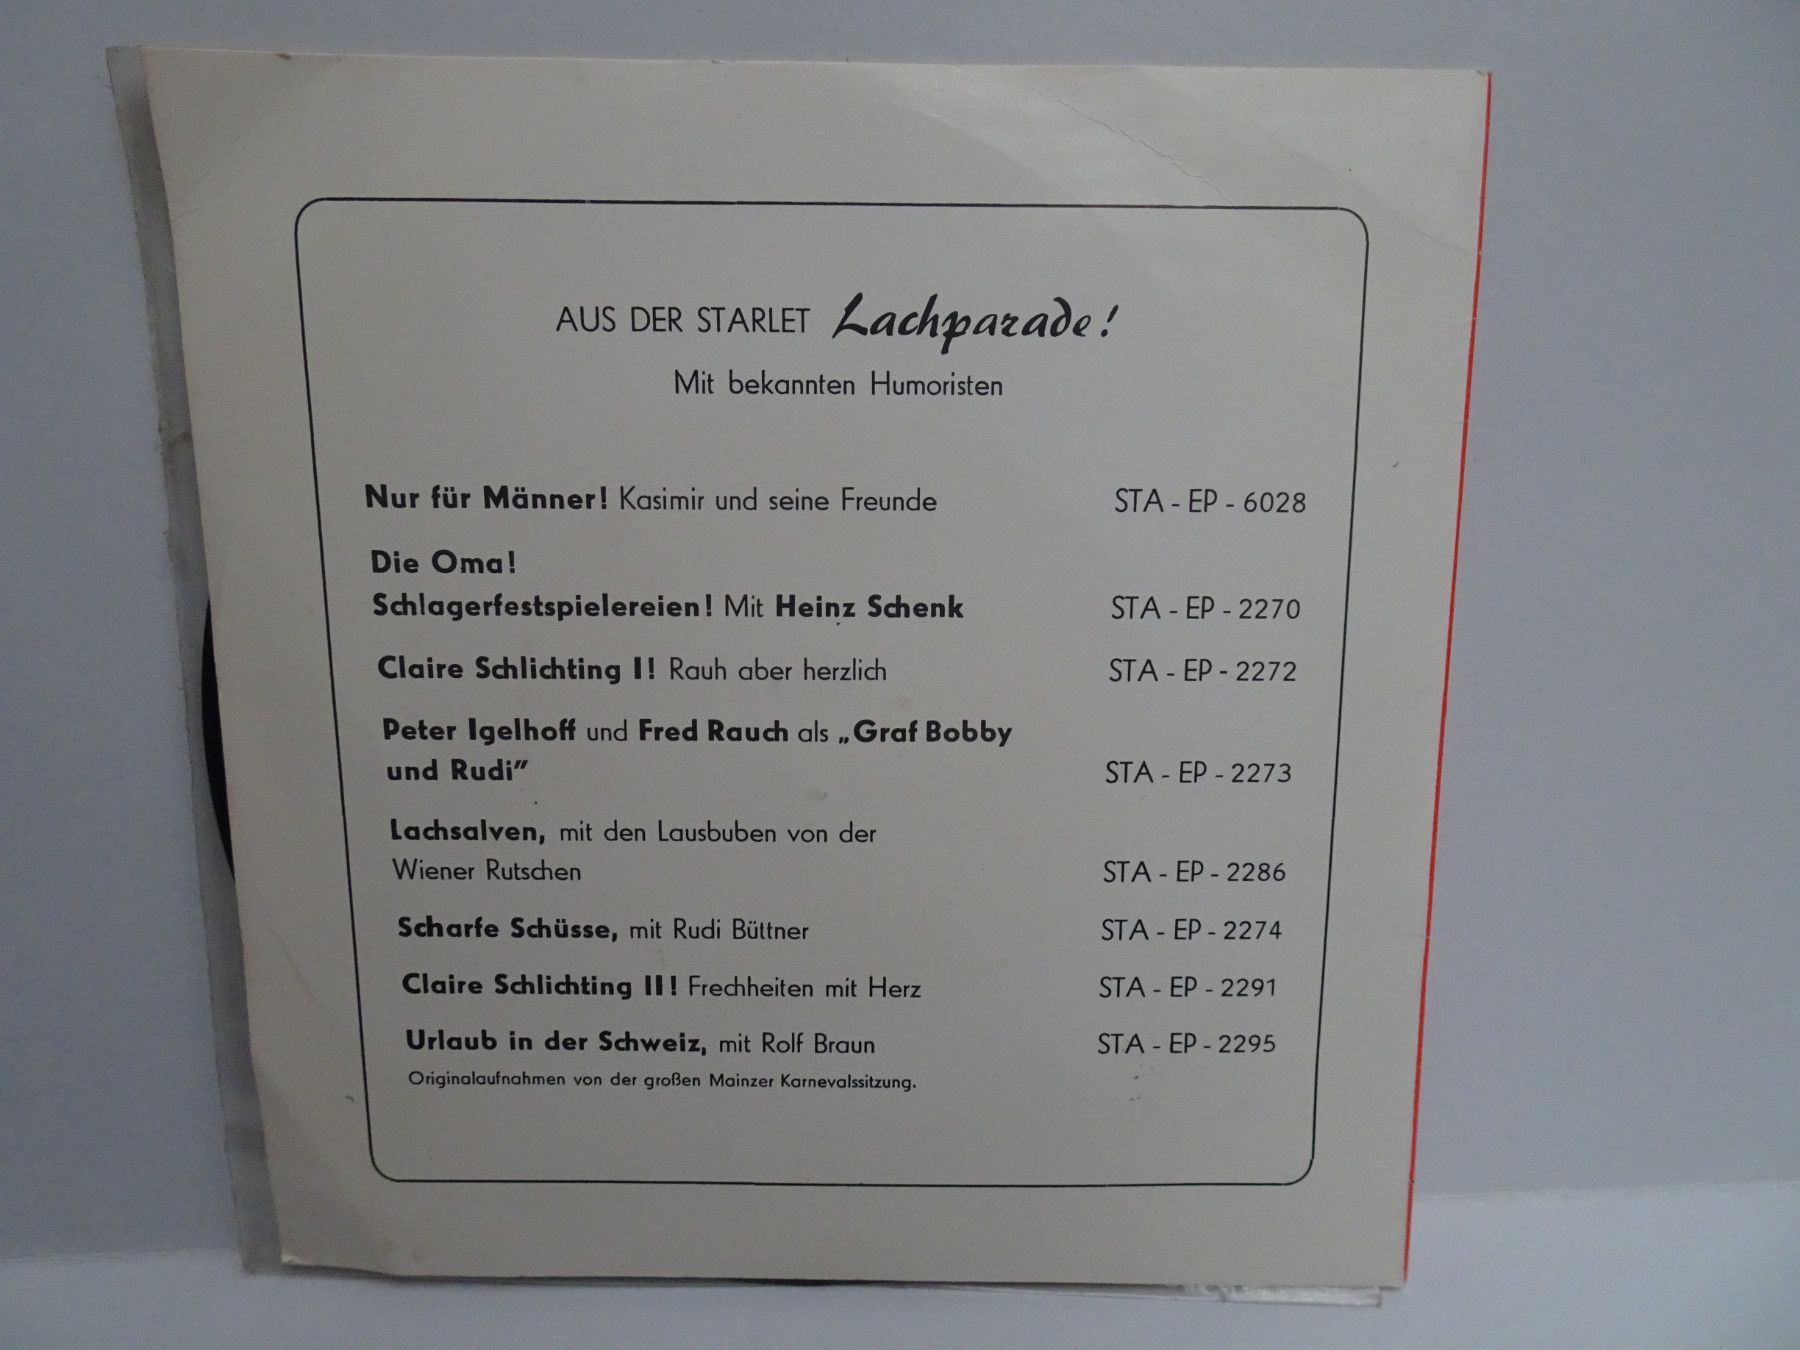 AUS DER STARLET Lachparade!
Mit bekannten Humoristen
Nur für Männer! Kasimir und seine Freunde STA - EP - 6028
Die Oma!
Schlagerfestspielereien! Mit Heinz Schenk STA - EP - 2270
Claire Schlichting I! Rauh aber herzlich STA - EP - 2272
Peter Igelhoff und Fred Rauch als „Graf Bobby
und Rudi" STA - EP - 2273
Lachsalven, mit den Lausbuben von der
Wiener Rutschen STA - EP - 2286
Scharfe Schüsse, mit Rudi Büttner STA - EP - 2274
Claire Schlichting II! Frechheiten mit Herz STA - EP - 2291
Urlaub in der Schweiz, mit Rolf Braun STA - EP - 2295
Originalaufnahmen von der großen Mainzer Karnevalssitzung.